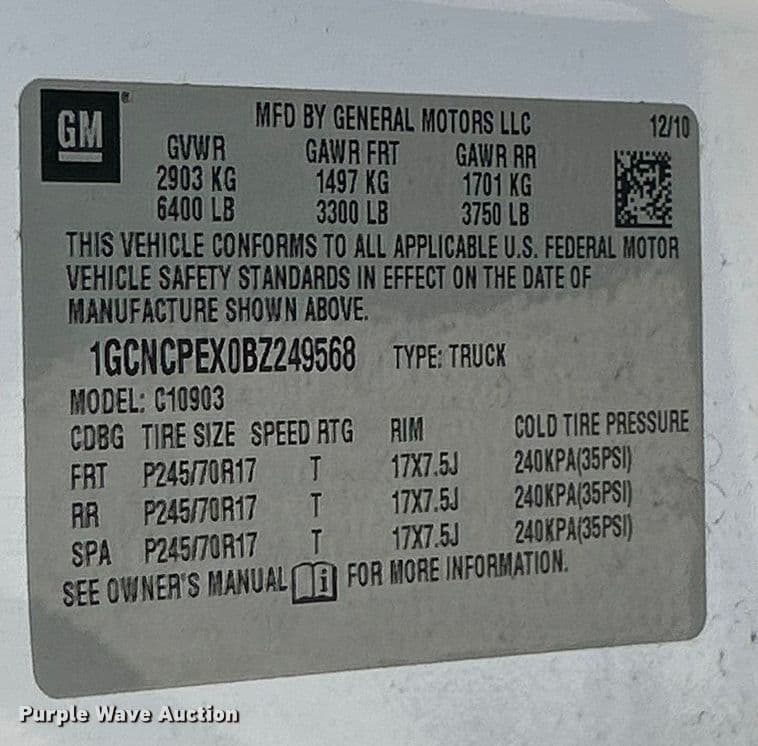 GM®
MFD BY GENERAL MOTORS LLC 12/10
GVWR GAWR FRT GAWR RR
2903 KG 1497 KG 1701 KG
6400 LB 3300 LB 3750 LB
THIS VEHICLE CONFORMS TO ALL APPLICABLE U.S. FEDERAL MOTOR
VEHICLE SAFETY STANDARDS IN EFFECT ON THE DATE OF
MANUFACTURE SHOWN ABOVE.
1GCNCPEX0BZ249568 TYPE: TRUCK
MODEL: C10903
CDBG TIRE SIZE SPEED RTG RIM COLD TIRE PRESSURE
FRT P245/70R17 T 17X7.5J 240KPA(35PSI)
RR P245/70R17 T 17X7.5J 240KPA(35PSI)
SPA P245/70R17 T 17X7.5J 240KPA(35PSI)
SEE OWNER'S MANUAL i FOR MORE INFORMATION.
Purple Wave Auction